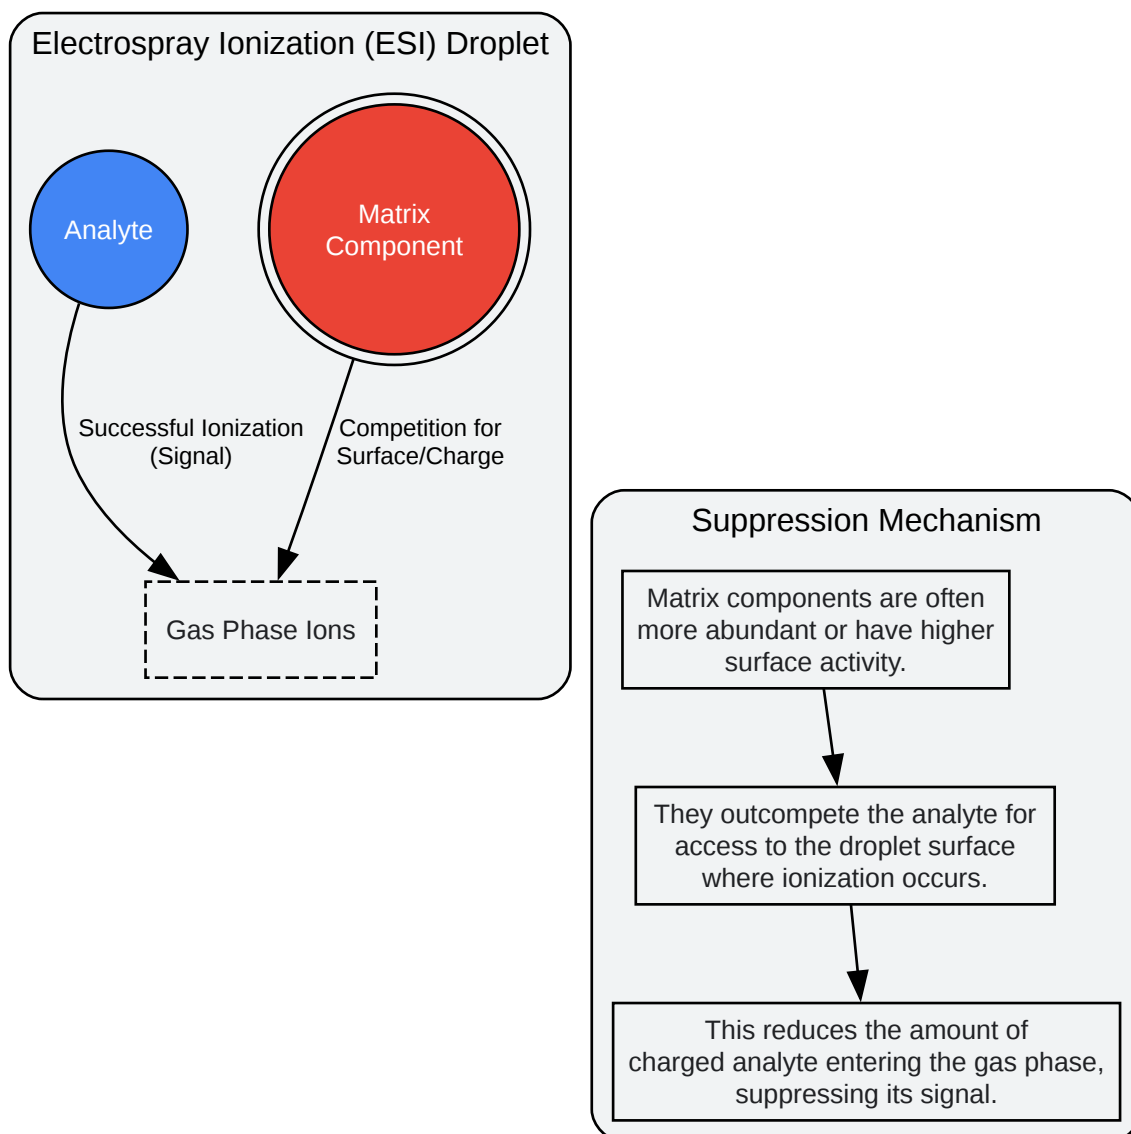 Electrospray Ionization (ESI) Droplet
Analyte
Matrix
Component
Successful Ionization
(Signal)
Competition for
Surface/Charge
Gas Phase Ions
Suppression Mechanism
Matrix components are often
more abundant or have higher
surface activity.
They outcompete the analyte for
access to the droplet surface
where ionization occurs.
This reduces the amount of
charged analyte entering the gas phase,
suppressing its signal.